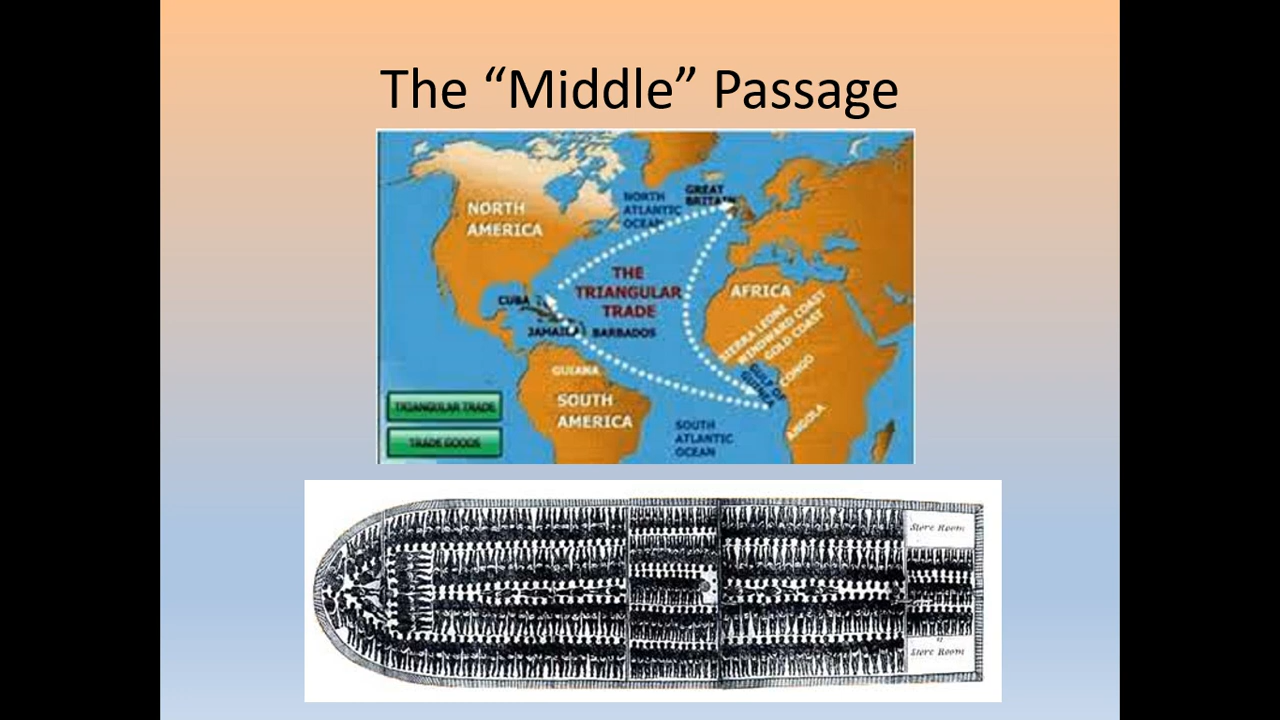 The “Middle” Passage
GREAT
BRITAIN
NORTH
ATLANTIC
OCEAN
NORTH
AMERICA
THE
TRIANGULAR
TRADE
AFRICA
SIERRA LEONE
WINDWARD COAST
GOLD COAST
CUBA
JAMAICA
BARBADOS
GULF OF
GUINEA
CONGO
GUIANA
SOUTH
AMERICA
ANGOLA
SOUTH
ATLANTIC
OCEAN
TRIANGULAR TRADE
TRADE GOODS
Store Room
Store Room